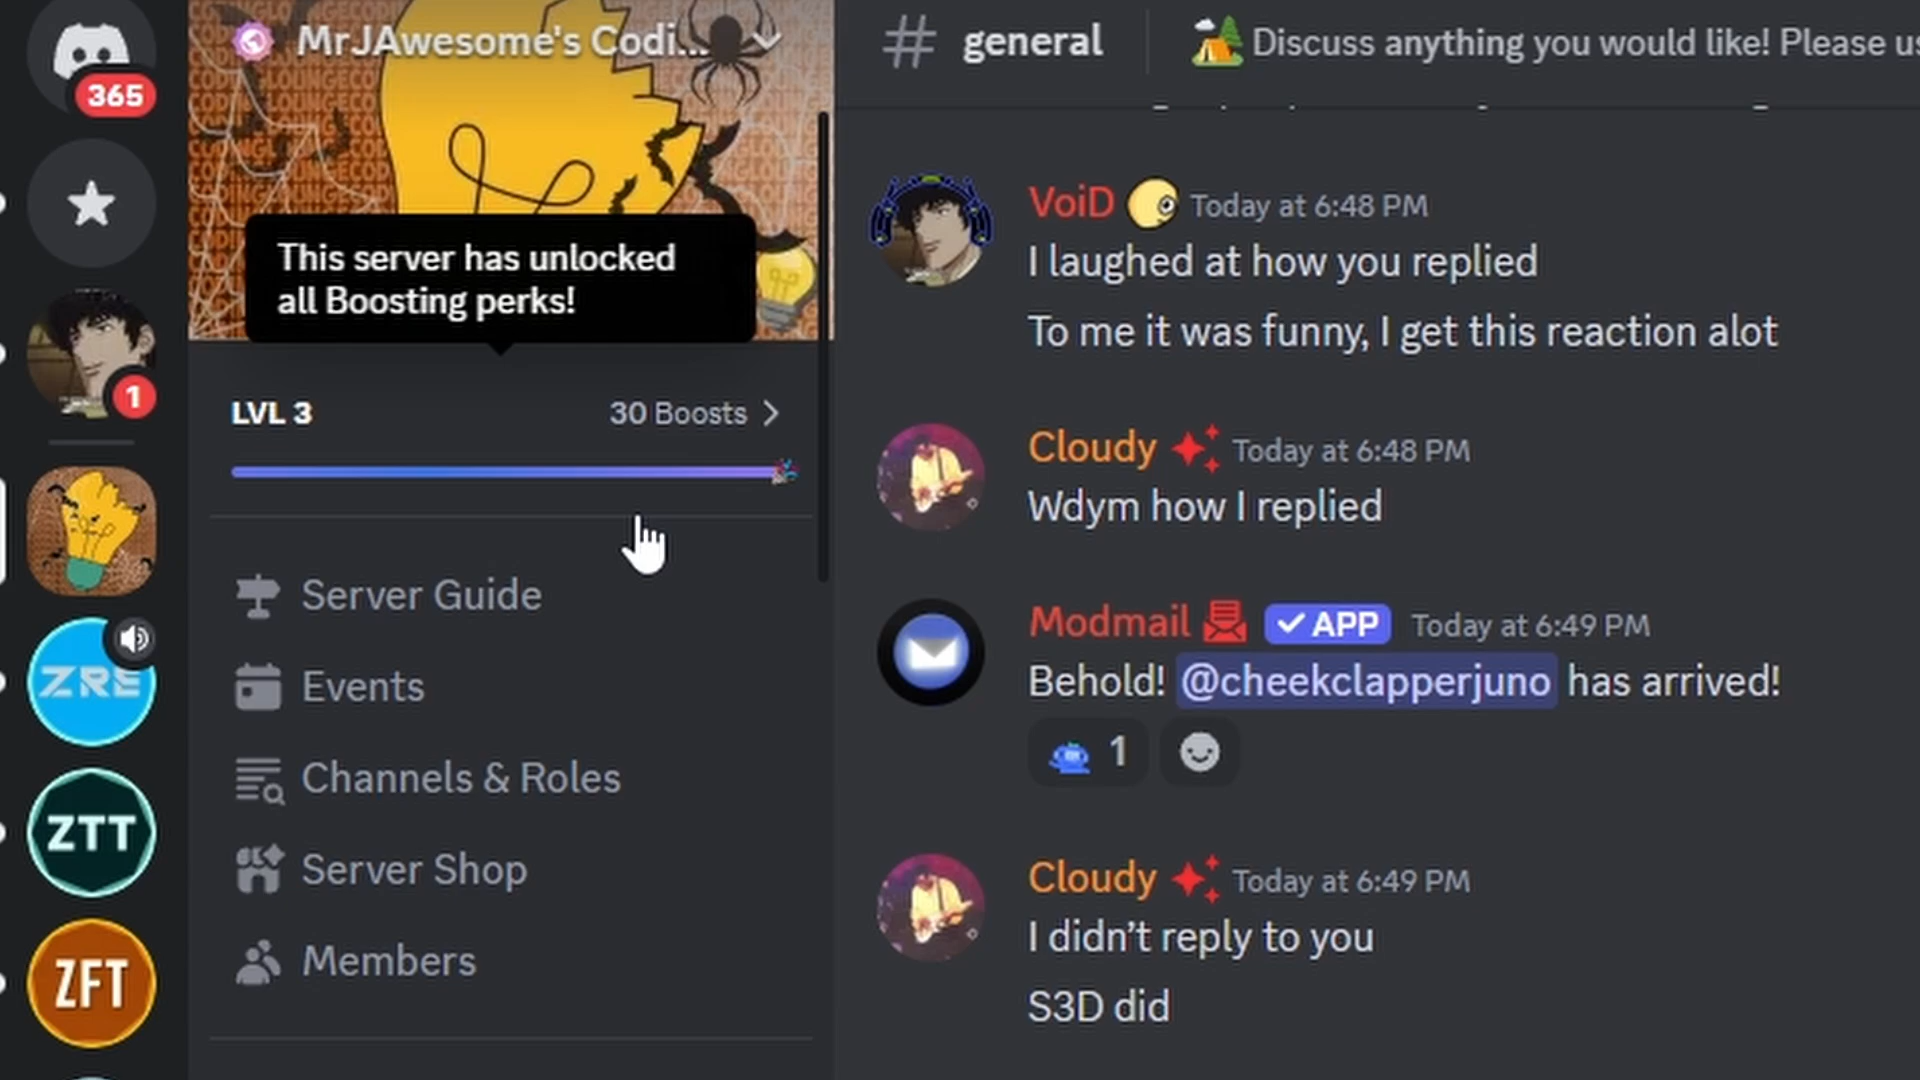 365
1
ZRE
ZTT
ZFT
MrJAwesome's Codi...
This server has unlocked
all Boosting perks!
LVL 3
30 Boosts
Server Guide
Events
Channels & Roles
Server Shop
Members
general
Discuss anything you would like! Please us
VoiD Today at 6:48 PM
I laughed at how you replied
To me it was funny, I get this reaction alot
Cloudy Today at 6:48 PM
Wdym how I replied
Modmail ✓ APP Today at 6:49 PM
Behold! @cheekclapperjuno has arrived!
1
Cloudy Today at 6:49 PM
I didn't reply to you
S3D did